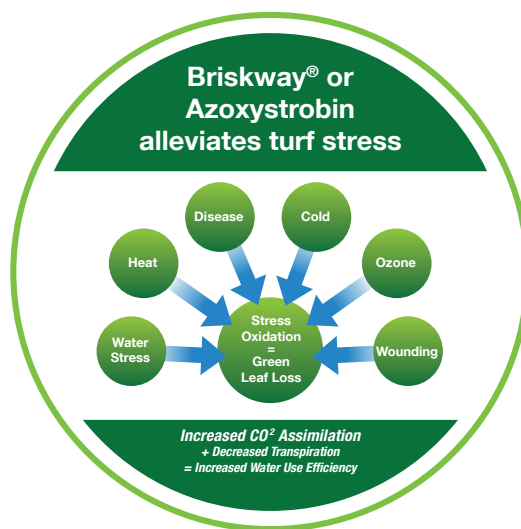 Briskway® or
Azoxystrobin
alleviates turf stress
Disease
Cold
Heat
Ozone
Water
Stress
Stress
Oxidation
=
Green
Leaf Loss
Wounding
Increased CO² Assimilation
+ Decreased Transpiration
= Increased Water Use Efficiency